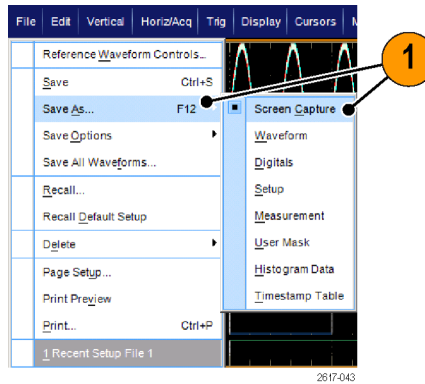 File Edit Vertical Horiz/Acq Trig Display Cursors
1
Reference Waveform Controls...
Save Ctrl+S
Save As... F12
Save Options
Save All Waveforms...
Recall...
Recall Default Setup
Delete
Page Setup...
Print Preview
Print... Ctrl+P
1 Recent Setup File 1
Screen Capture
Waveform
Digitals
Setup
Measurement
User Mask
Histogram Data
Timestamp Table
2617-043